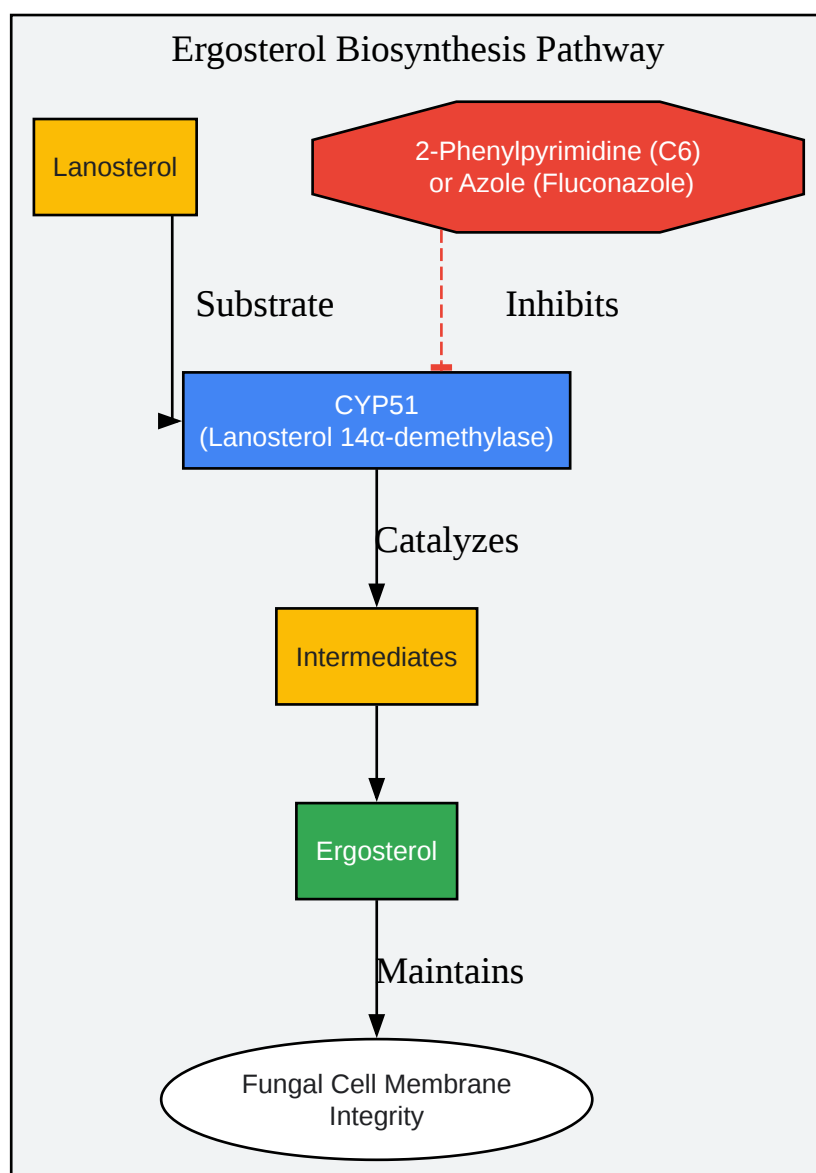 Ergosterol Biosynthesis Pathway
Lanosterol
2-Phenylpyrimidine (C6)
or Azole (Fluconazole)
Substrate
Inhibits
CYP51
(Lanosterol 14α-demethylase)
Catalyzes
Intermediates
Ergosterol
Maintains
Fungal Cell Membrane
Integrity